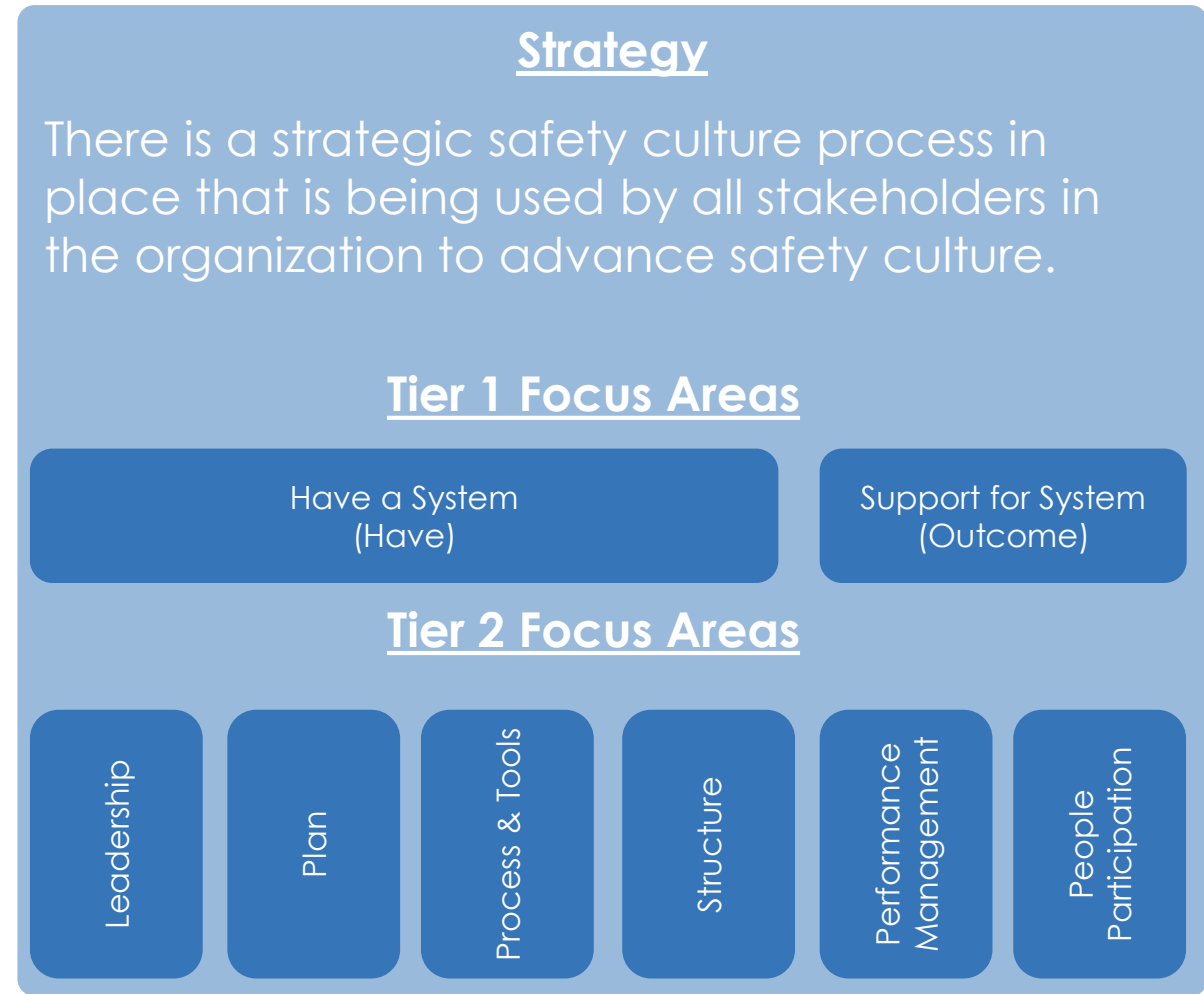 Strategy
There is a strategic safety culture process in
place that is being used by all stakeholders in
the organization to advance safety culture.
Tier 1 Focus Areas
Have a System
(Have)
Support for System
(Outcome)
Tier 2 Focus Areas
Leadership
Plan
Process & Tools
Structure
Performance
Management
People
Participation